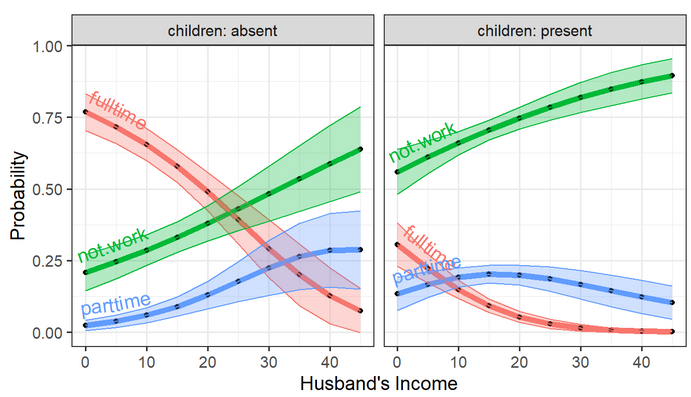 children: absent
children: present
Probability
1.00
0.75
0.50
0.25
0.00
fulltime
not.work
parttime
not.work
fulltime
parttime
0 10 20 30 40
0 10 20 30 40
Husband's Income